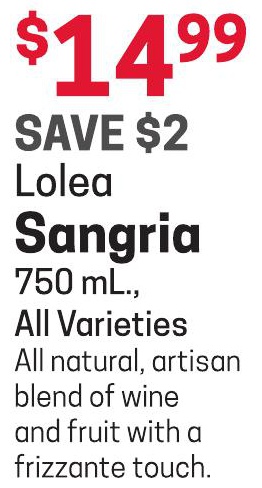 $14.99
SAVE $2
Lolea
Sangria
750 mL.,
All Varieties
All natural, artisan
blend of wine
and fruit with a
frizzante touch.